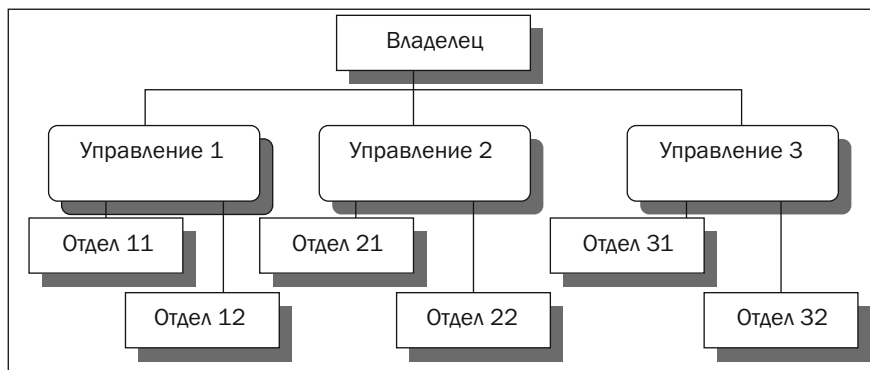 Владелец
Управление 1
Управление 2
Управление 3
Отдел 11
Отдел 21
Отдел 31
Отдел 12
Отдел 22
Отдел 32